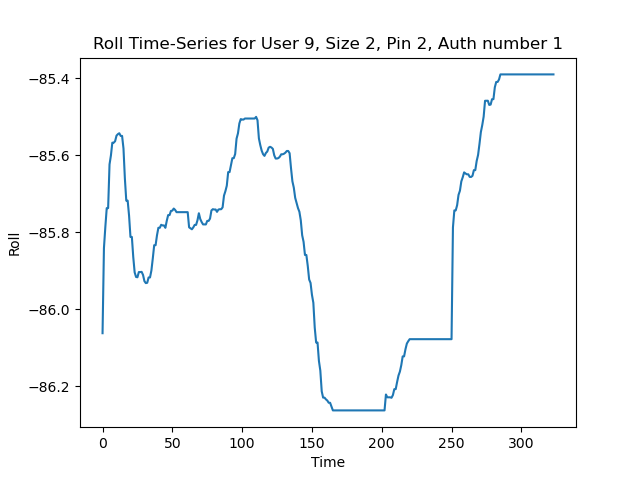 Roll Time-Series for User 9, Size 2, Pin 2, Auth number 1
−85.4
−85.6
−85.8
−86.0
−86.2
Roll
0 50 100 150 200 250 300
Time